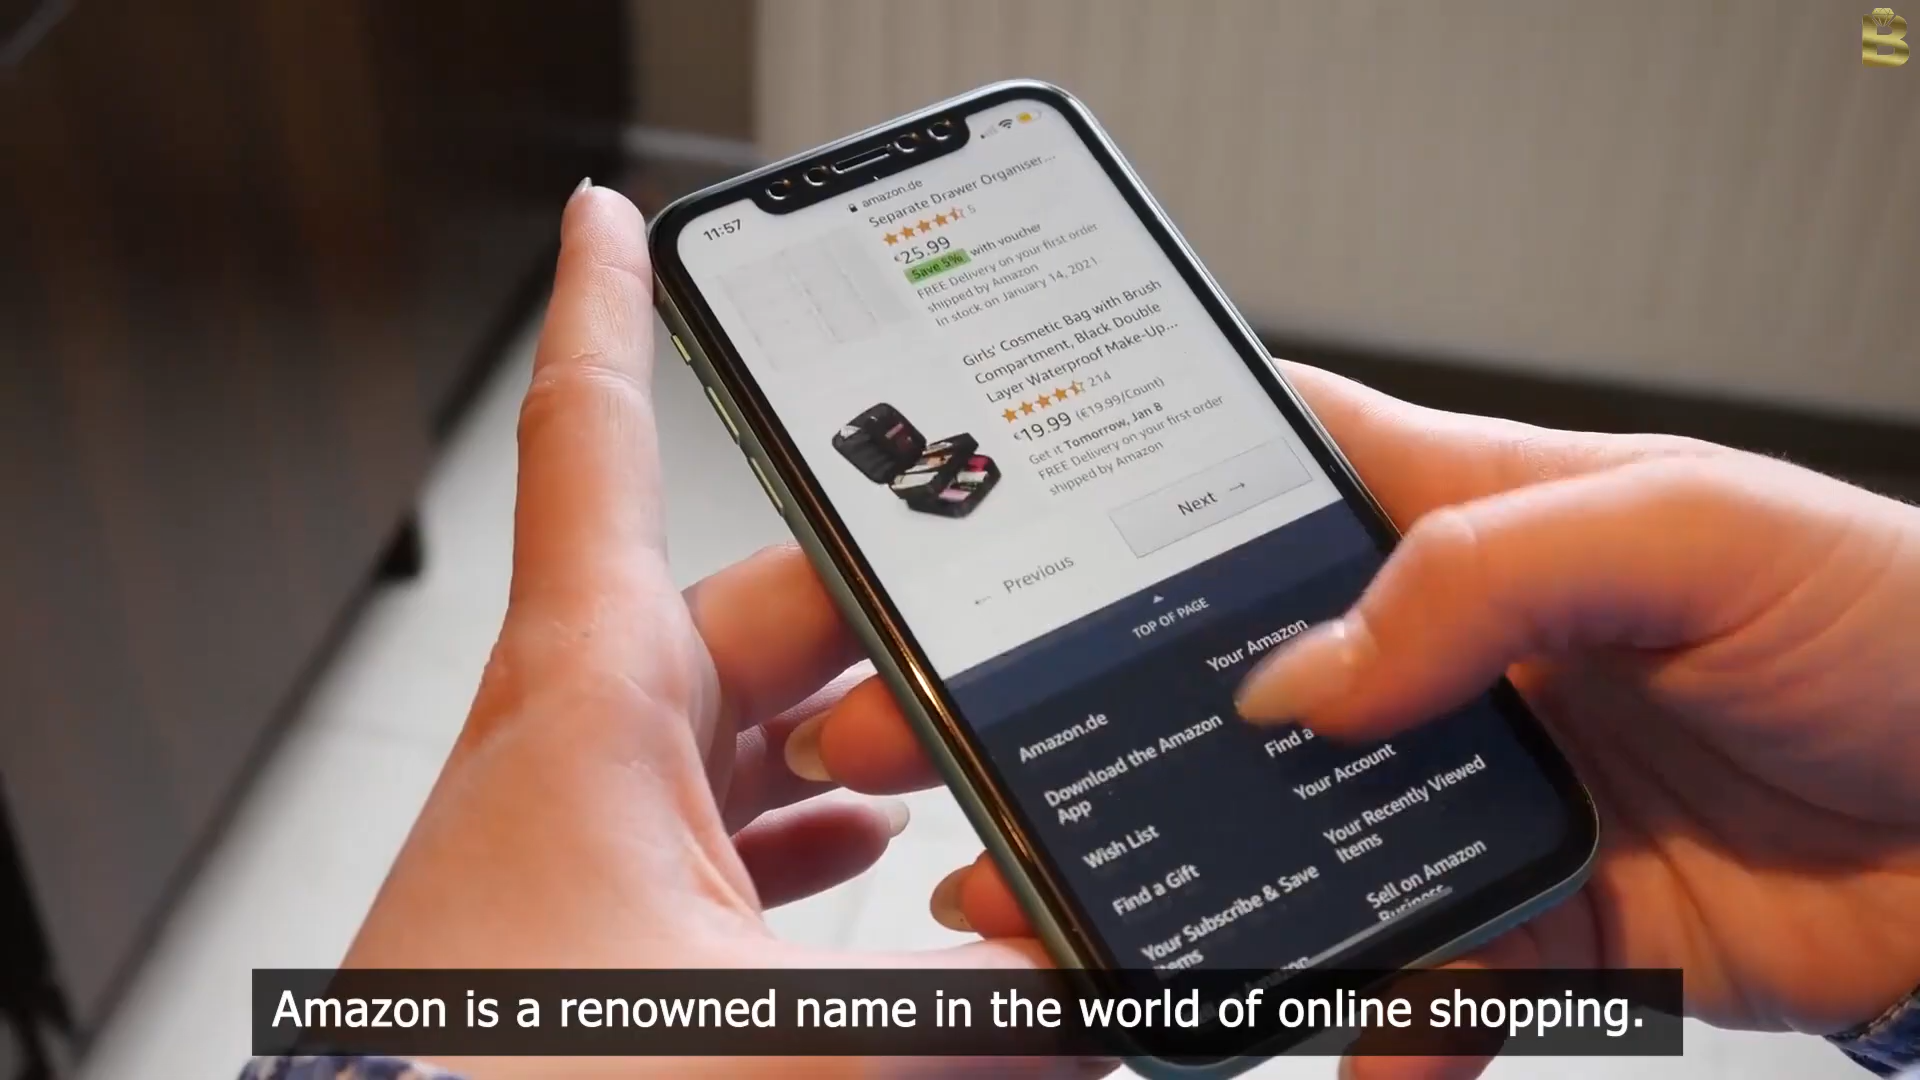 B
11:57
amazon.de
Separate Drawer Organiser...
5
€25.99
Save 5% with voucher
FREE Delivery on your first order
shipped by Amazon
In stock on January 14, 2021.
Girls' Cosmetic Bag with Brush
Compartment, Black Double
Layer Waterproof Make-Up...
214
€19.99 (€19.99/Count)
Get it Tomorrow, Jan 8
FREE Delivery on your first order
shipped by Amazon
Next →
← Previous
TOP OF PAGE
Your Amazon
Amazon.de
Find a
Download the Amazon
App
Your Account
Wish List
Your Recently Viewed
Items
Find a Gift
Sell on Amazon
Business
Your Subscribe & Save
Items
Amazon is a renowned name in the world of online shopping.